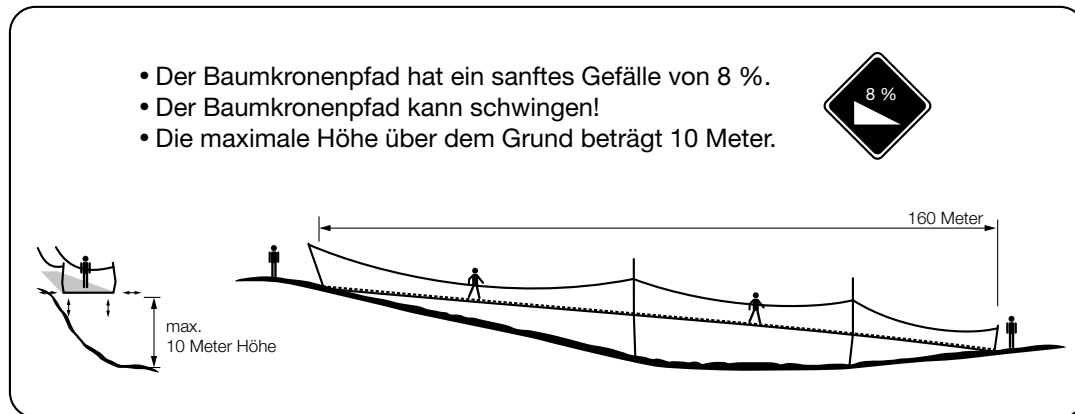 • Der Baumkronenpfad hat ein sanftes Gefälle von 8 %.
• Der Baumkronenpfad kann schwingen!
• Die maximale Höhe über dem Grund beträgt 10 Meter.
8 %
160 Meter
max.
10 Meter Höhe